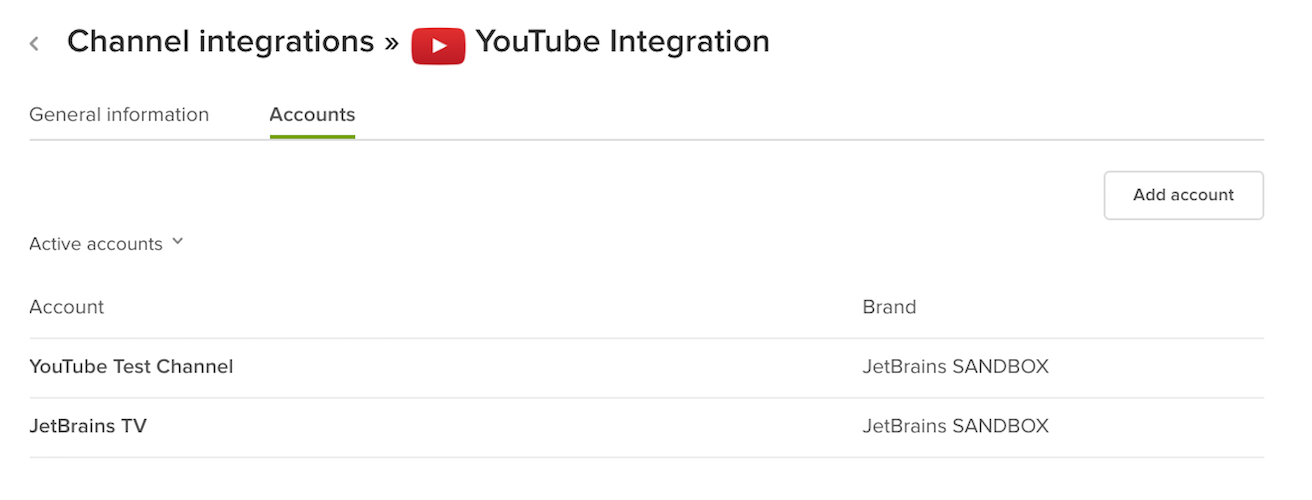 Channel integrations » YouTube Integration
General information Accounts
Add account
Active accounts
Account Brand
YouTube Test Channel JetBrains SANDBOX
JetBrains TV JetBrains SANDBOX